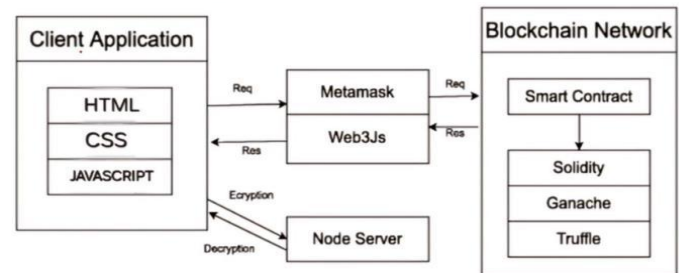 Client Application
HTML
CSS
JAVASCRIPT
Req
Res
Metamask
Web3Js
Req
Res
Ecryption
Decryption
Node Server
Blockchain Network
Smart Contract
Solidity
Ganache
Truffle